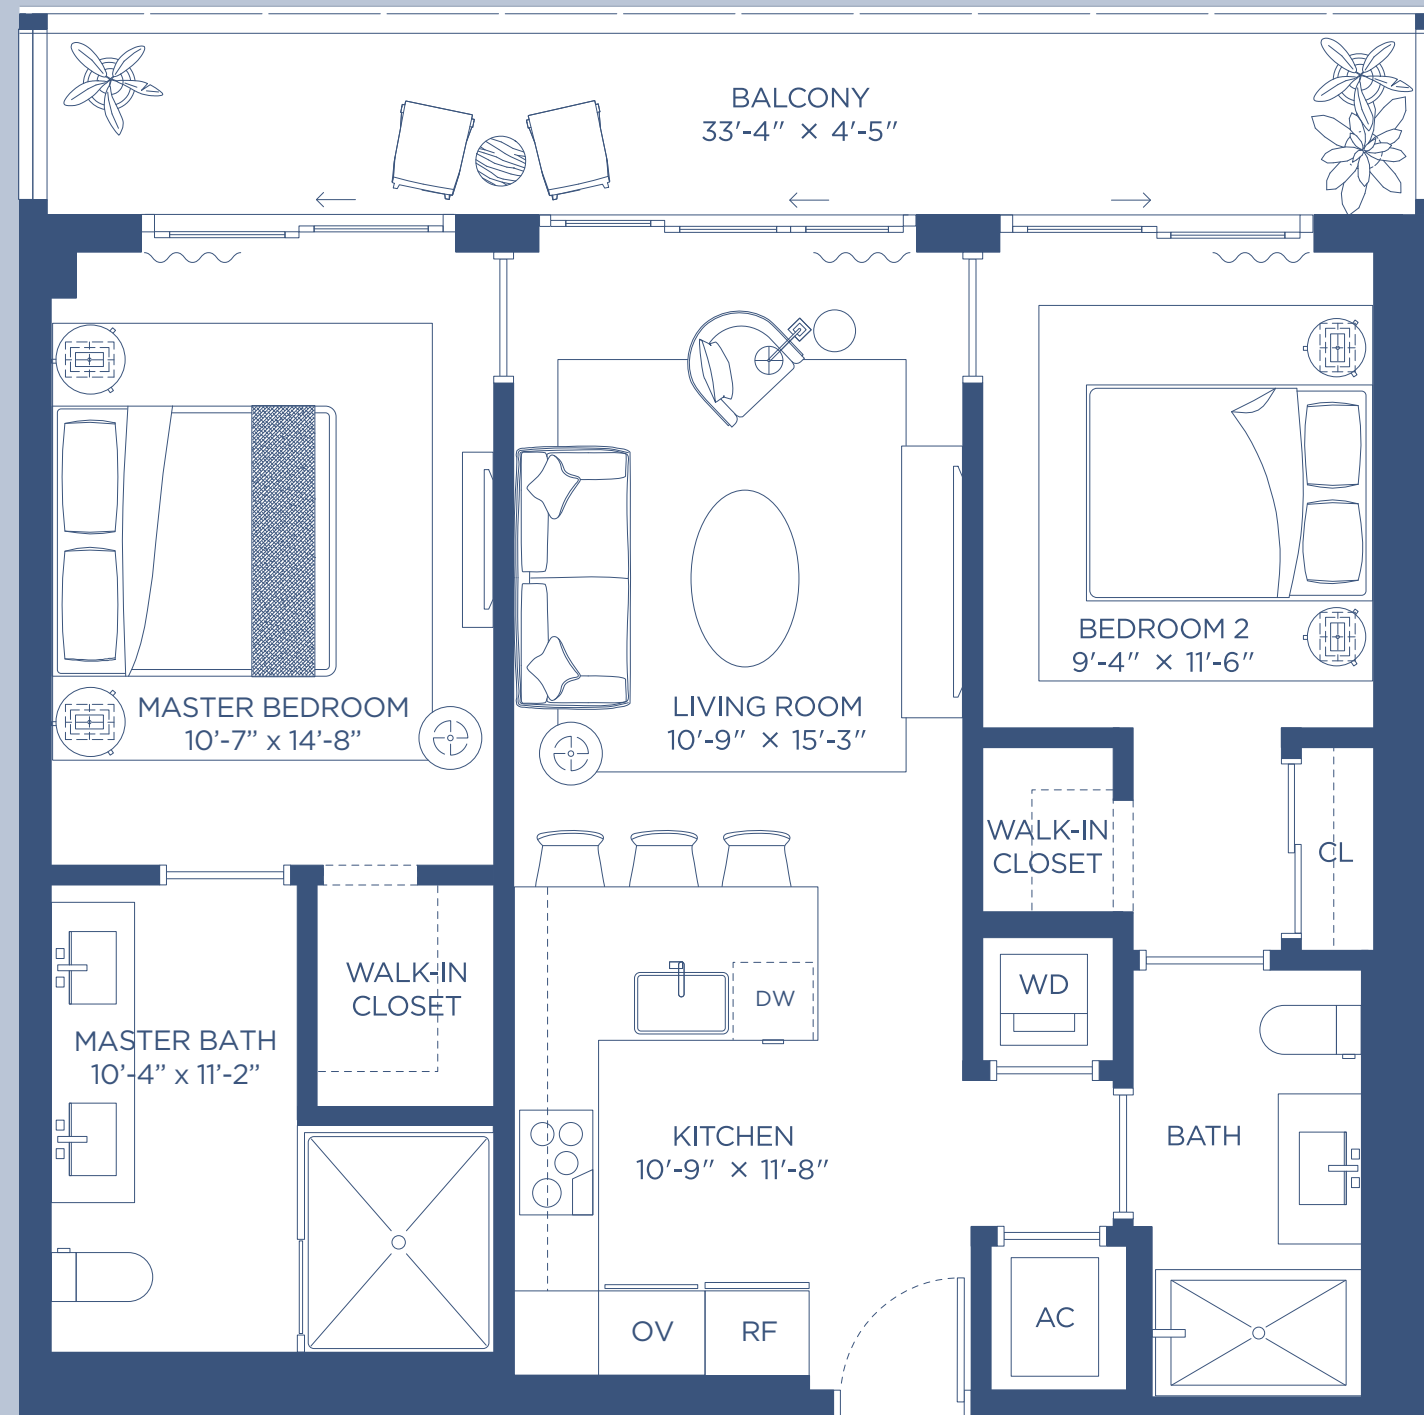 BALCONY
33'-4" × 4'-5"
BEDROOM 2
9'-4" × 11'-6"
MASTER BEDROOM
10'-7" x 14'-8"
LIVING ROOM
10'-9" × 15'-3"
WALK-IN
CLOSET
CL
WALK-IN
CLOSET
WD
DW
MASTER BATH
10'-4" x 11'-2"
KITCHEN
10'-9" × 11'-8"
BATH
OV
RF
AC